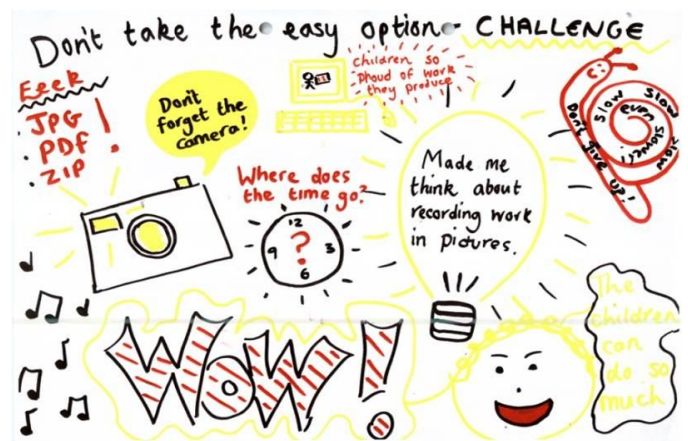 Don't take the easy option - CHALLENGE
Eeek!
. JPG
. PDf
. ZIP
Don't
forget the
camera!
children so
proud of work
they produce
Where does
the time go?
12
9 ? 3
6
Made me
think about
recording work
in pictures.
slow slow slow
even slower!!
Don't give up!
WOW!
The
children
can
do so
much